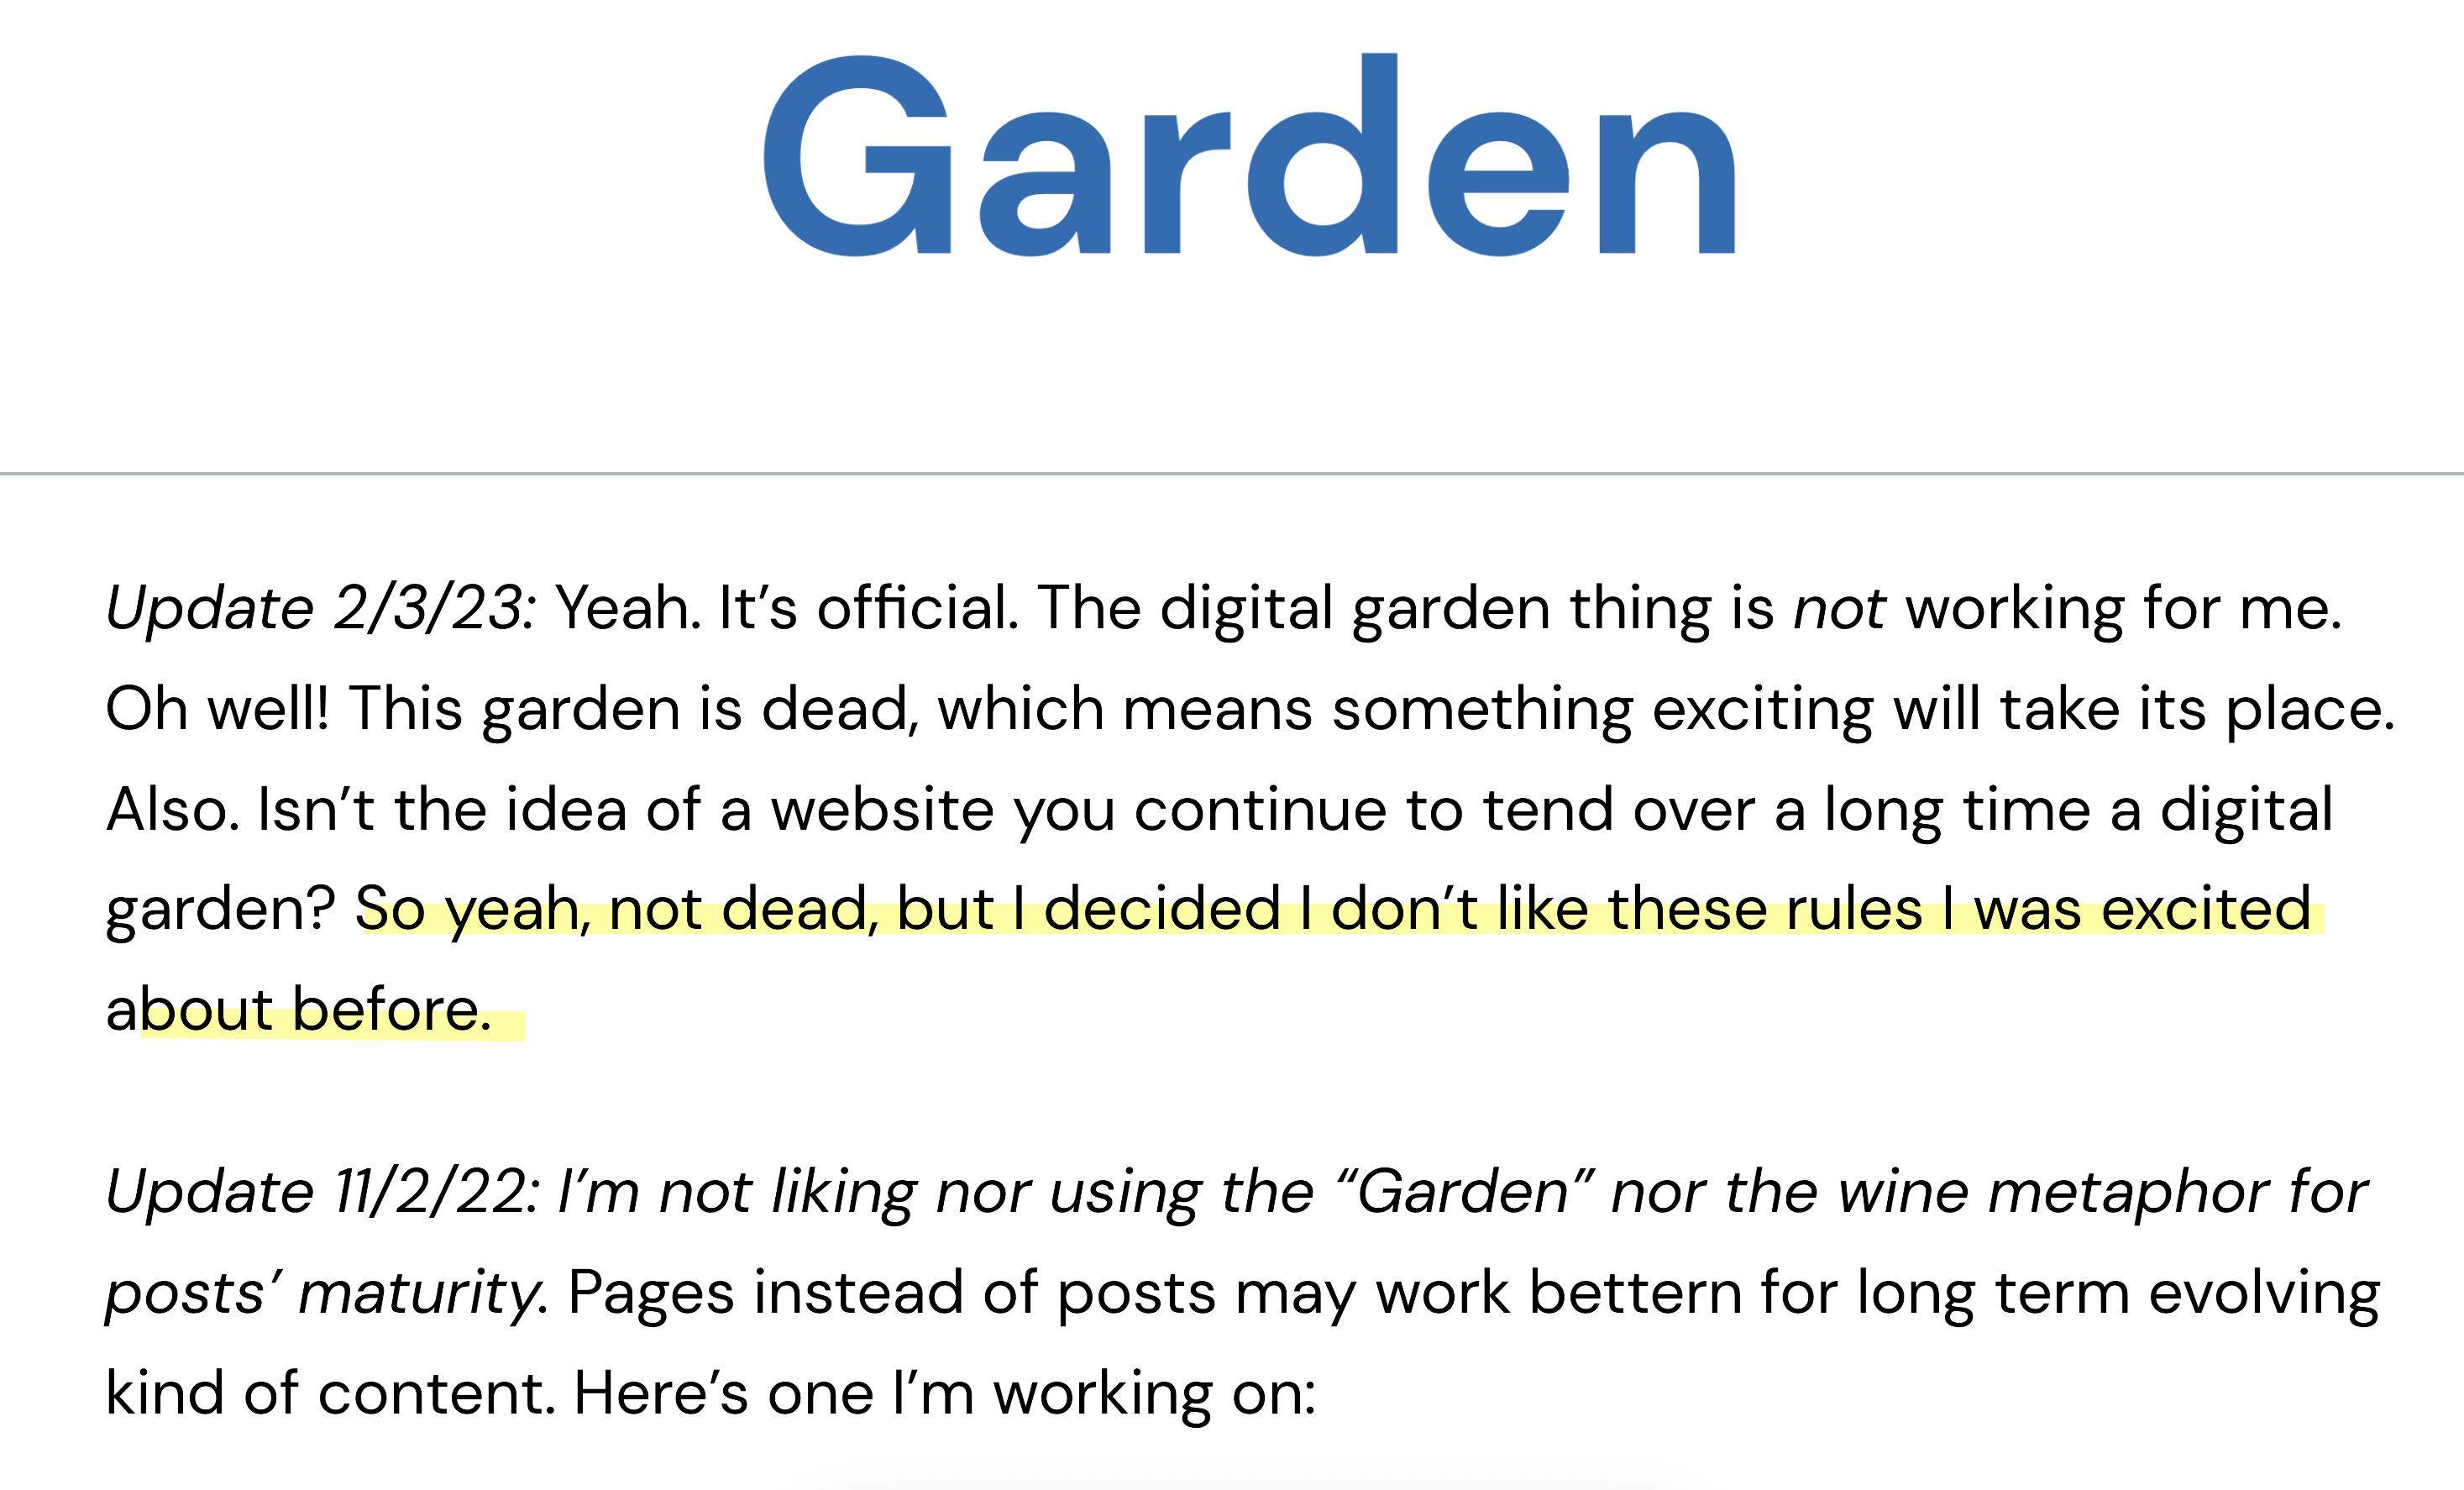 Garden
Update 2/3/23: Yeah. It’s official. The digital garden thing is not working for me.
Oh well! This garden is dead, which means something exciting will take its place.
Also. Isn’t the idea of a website you continue to tend over a long time a digital
garden? So yeah, not dead, but I decided I don’t like these rules I was excited
about before.
Update 11/2/22: I’m not liking nor using the “Garden” nor the wine metaphor for
posts’ maturity. Pages instead of posts may work bettern for long term evolving
kind of content. Here’s one I’m working on: